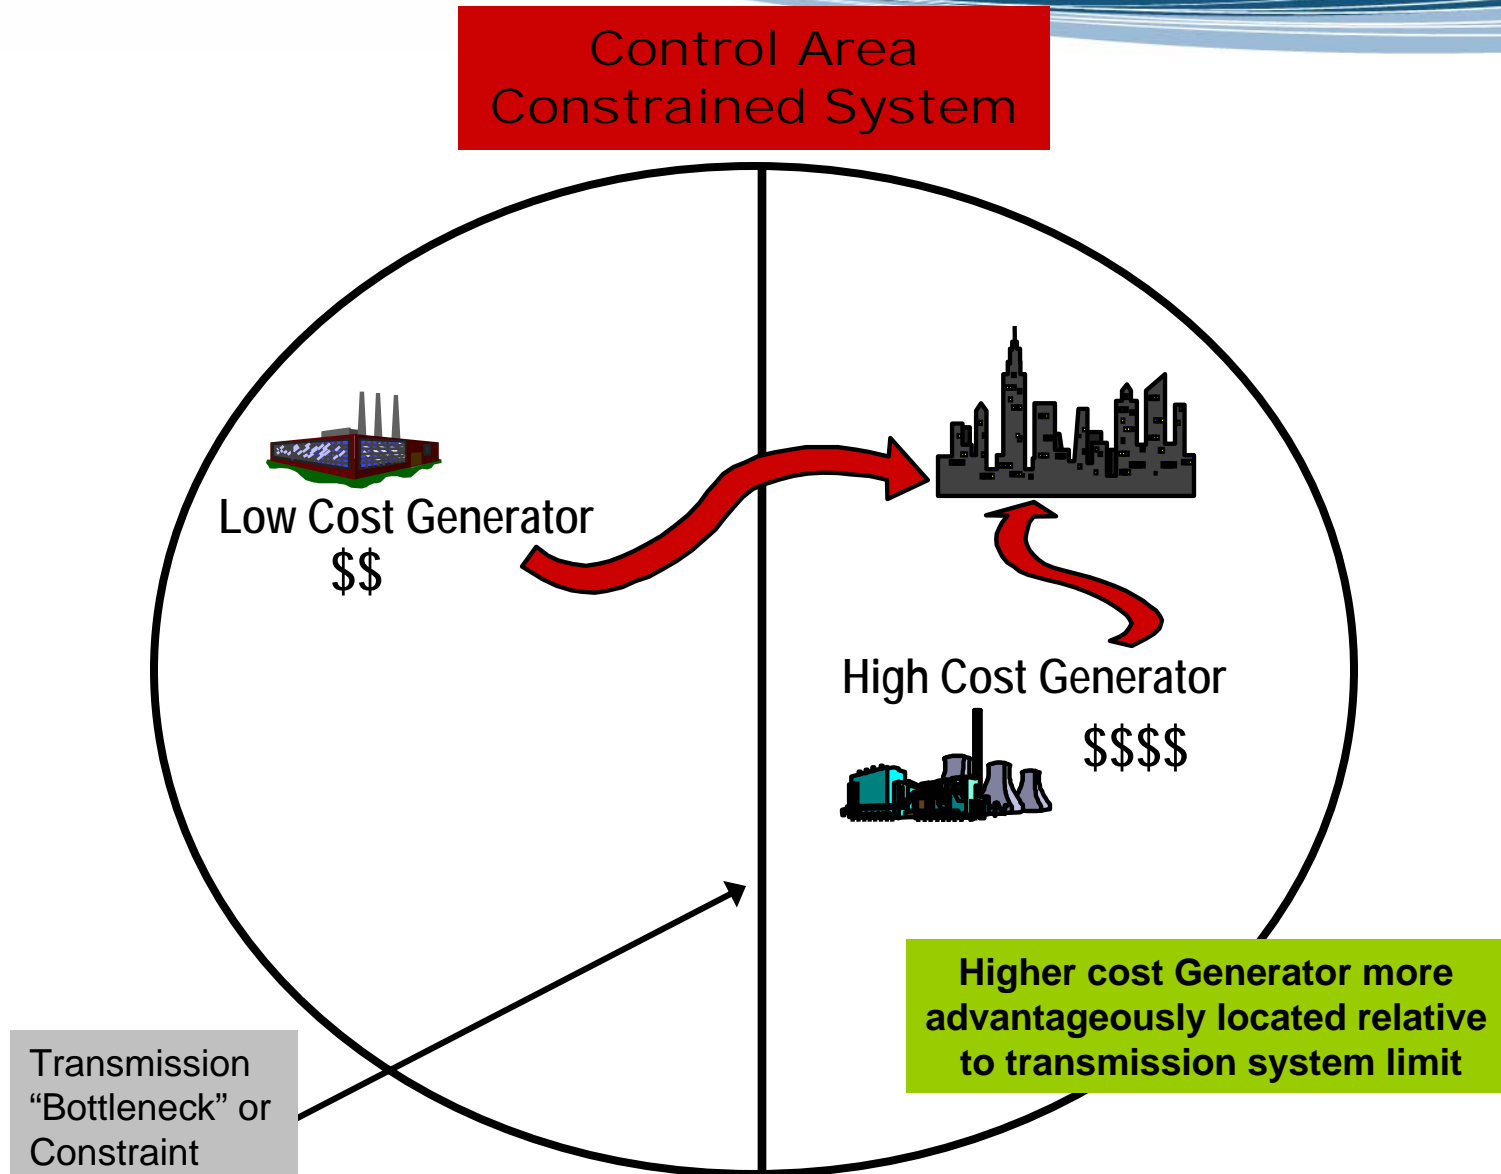 Control Area
Constrained System
Low Cost Generator
$$
High Cost Generator
$$$$
Higher cost Generator more
advantageously located relative
to transmission system limit
Transmission
“Bottleneck” or
Constraint